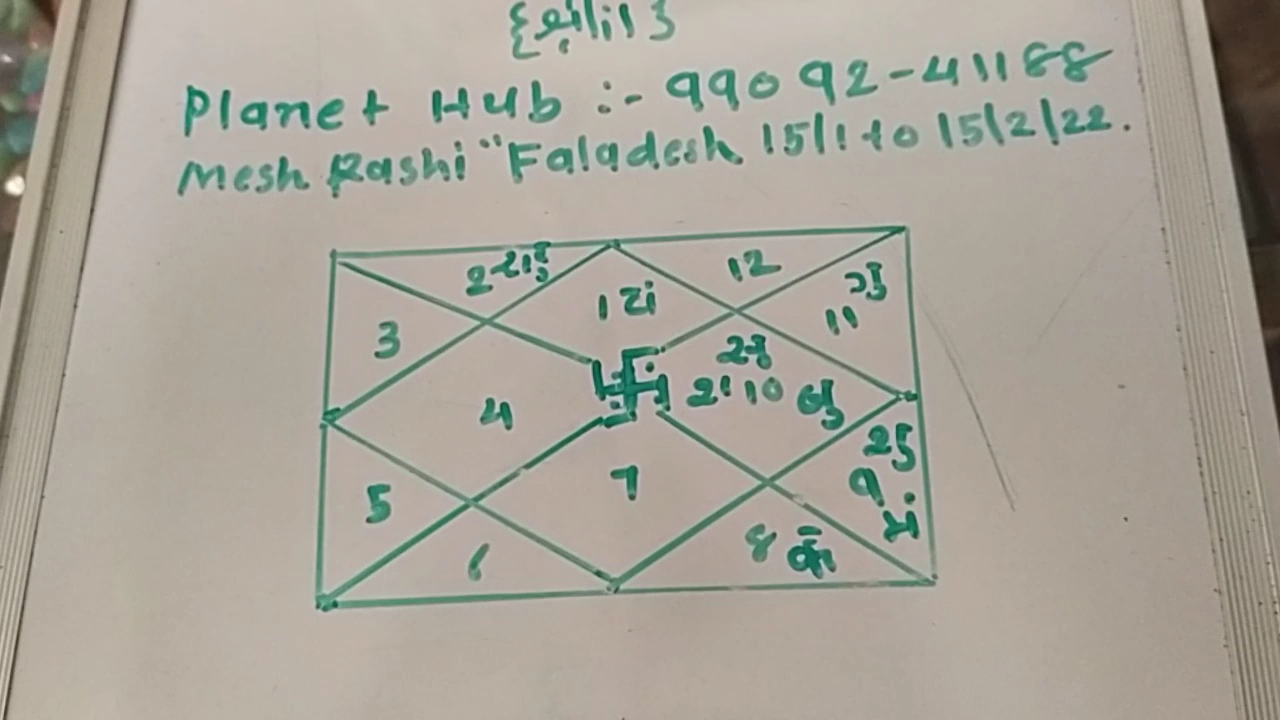 Planet Hub :- 99092-41188
Mesh Rashi "Faladesh 15/1 to 15/2/22.
2 રાહુ
12
1 ચં
11 ગુ
3
સૂ
4
10 બુ
5
7
શુ
9
મં
6
8 કે